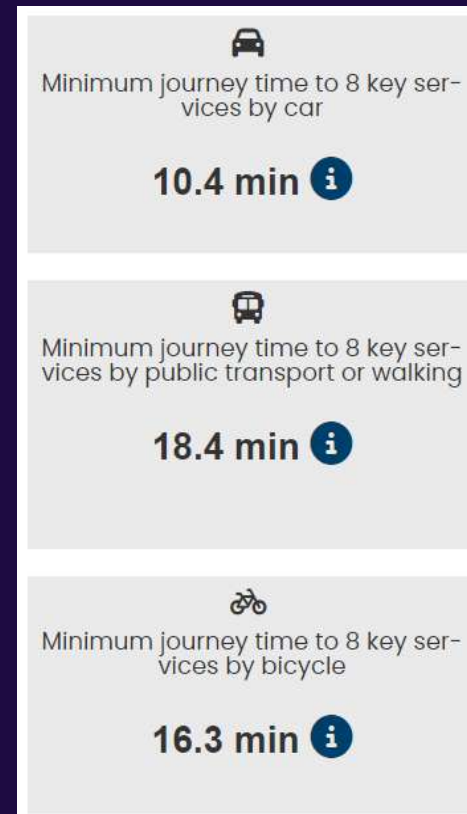 Minimum journey time to 8 key ser-
vices by car
10.4 min i
Minimum journey time to 8 key ser-
vices by public transport or walking
18.4 min i
Minimum journey time to 8 key ser-
vices by bicycle
16.3 min i